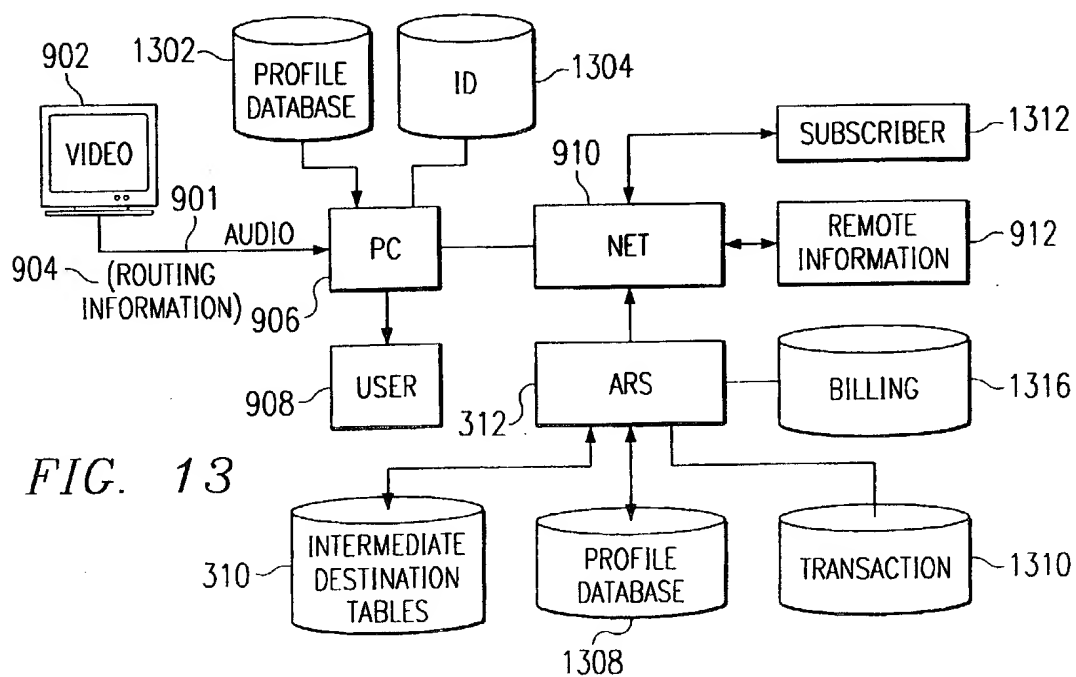 1302
902
PROFILE
DATABASE
ID
1304
VIDEO
901
AUDIO
904
(ROUTING
INFORMATION)
PC
906
910
NET
SUBSCRIBER
1312
REMOTE
INFORMATION
912
USER
908
ARS
312
BILLING
1316
FIG. 13
INTERMEDIATE
DESTINATION
TABLES
310
PROFILE
DATABASE
1308
TRANSACTION
1310